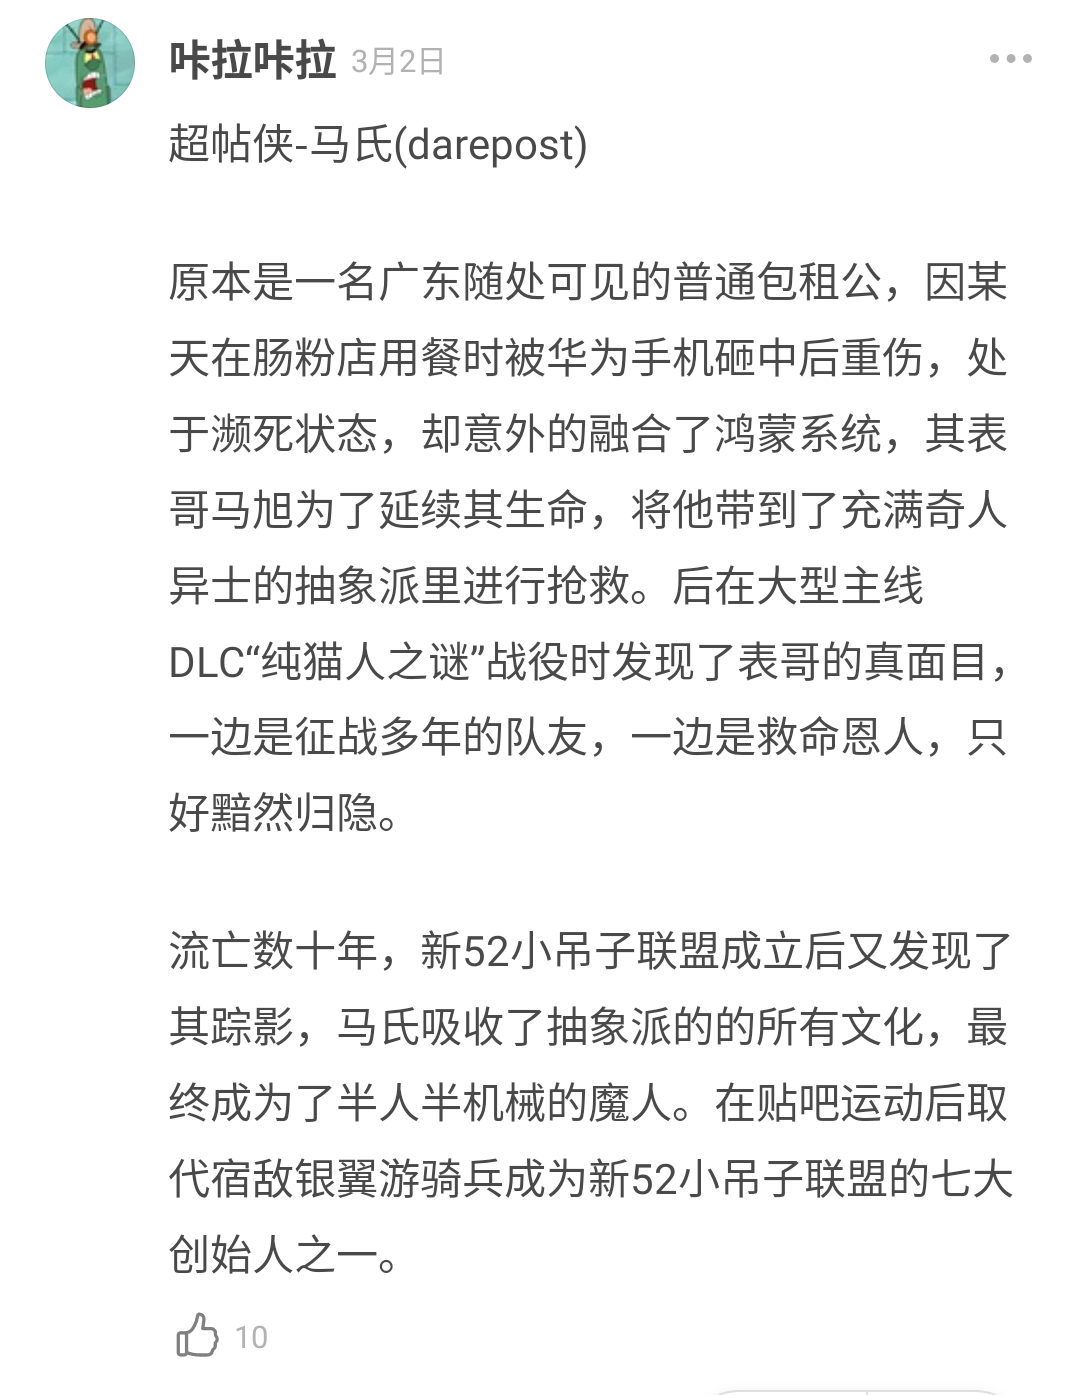 咔拉咔拉 3月2日
超帖侠-马氏(darepost)
原本是一名广东随处可见的普通包租公，因某
天在肠粉店用餐时被华为手机砸中后重伤，处
于濒死状态，却意外的融合了鸿蒙系统，其表
哥马旭为了延续其生命，将他带到了充满奇人
异士的抽象派里进行抢救。后在大型主线
DLC“纯猫人之谜”战役时发现了表哥的真面目，
一边是征战多年的队友，一边是救命恩人，只
好黯然归隐。
流亡数十年，新52小吊子联盟成立后又发现了
其踪影，马氏吸收了抽象派的的所有文化，最
终成为了半人半机械的魔人。在贴吧运动后取
代宿敌银翼游骑兵成为新52小吊子联盟的七大
创始人之一。
10